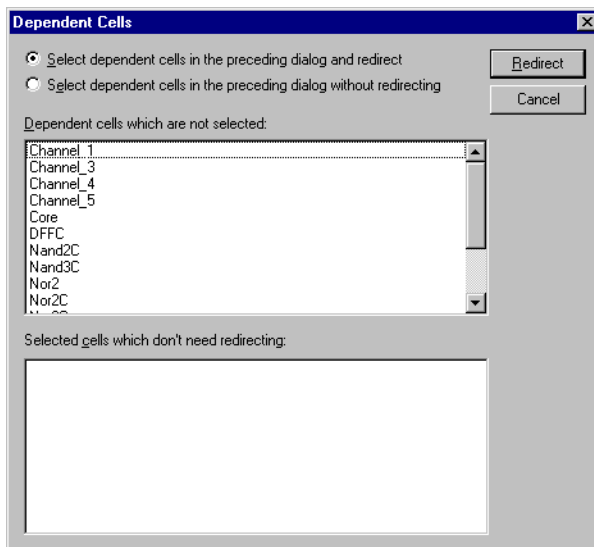 Dependent Cells
Select dependent cells in the preceding dialog and redirect
Select dependent cells in the preceding dialog without redirecting
Redirect
Cancel
Dependent cells which are not selected:
Channel_1
Channel_3
Channel_4
Channel_5
Core
DFFC
Nand2C
Nand3C
Nor2
Nor2C
Selected cells which don't need redirecting: